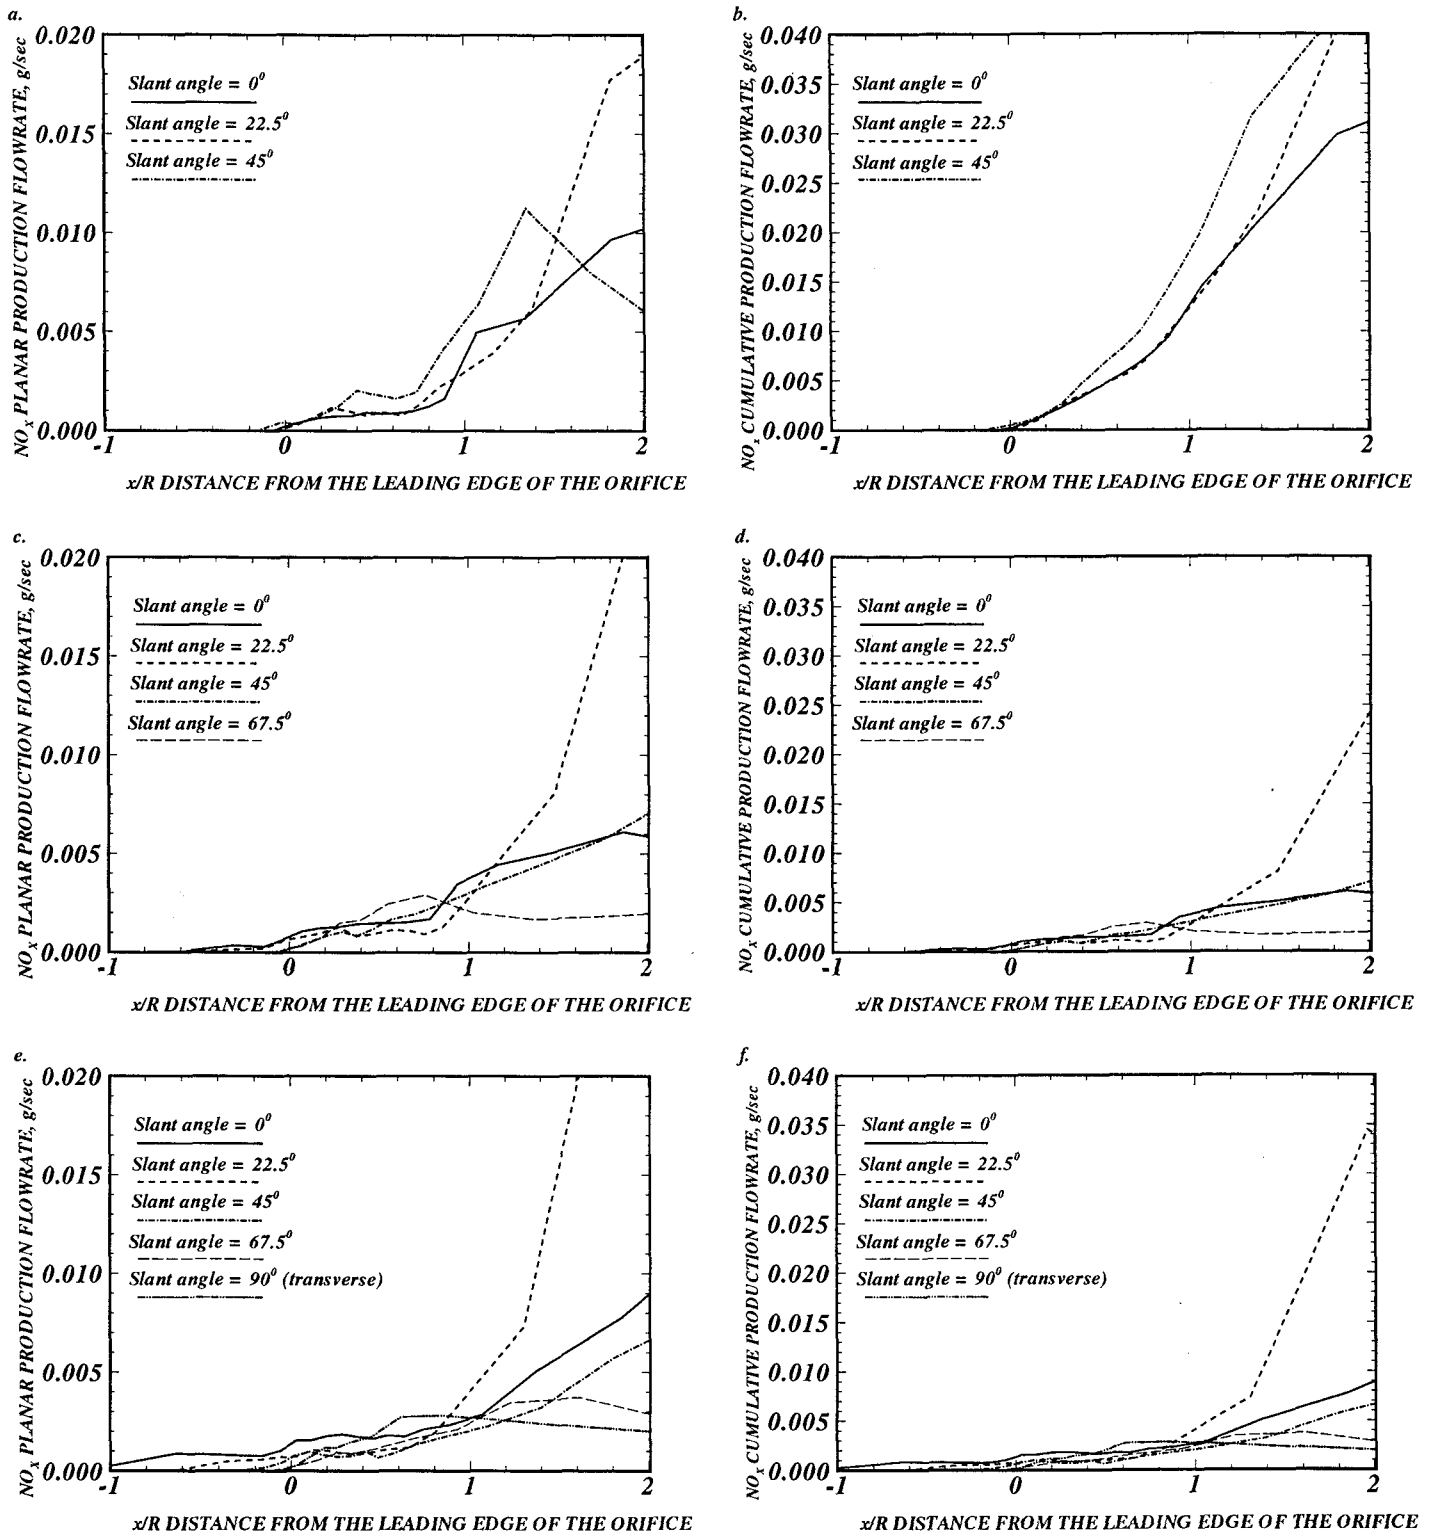 a.
NOx PLANAR PRODUCTION FLOWRATE, g/sec
0.020
0.015
0.010
0.005
0.000
Slant angle = 0⁰
Slant angle = 22.5⁰
Slant angle = 45⁰
-1 0 1 2
x/R DISTANCE FROM THE LEADING EDGE OF THE ORIFICE
b.
NOx CUMULATIVE PRODUCTION FLOWRATE, g/sec
0.040
0.035
0.030
0.025
0.020
0.015
0.010
0.005
0.000
Slant angle = 0⁰
Slant angle = 22.5⁰
Slant angle = 45⁰
-1 0 1 2
x/R DISTANCE FROM THE LEADING EDGE OF THE ORIFICE
c.
NOx PLANAR PRODUCTION FLOWRATE, g/sec
0.020
0.015
0.010
0.005
0.000
Slant angle = 0⁰
Slant angle = 22.5⁰
Slant angle = 45⁰
Slant angle = 67.5⁰
-1 0 1 2
x/R DISTANCE FROM THE LEADING EDGE OF THE ORIFICE
d.
NOx CUMULATIVE PRODUCTION FLOWRATE, g/sec
0.040
0.035
0.030
0.025
0.020
0.015
0.010
0.005
0.000
Slant angle = 0⁰
Slant angle = 22.5⁰
Slant angle = 45⁰
Slant angle = 67.5⁰
-1 0 1 2
x/R DISTANCE FROM THE LEADING EDGE OF THE ORIFICE
e.
NOx PLANAR PRODUCTION FLOWRATE, g/sec
0.020
0.015
0.010
0.005
0.000
Slant angle = 0⁰
Slant angle = 22.5⁰
Slant angle = 45⁰
Slant angle = 67.5⁰
Slant angle = 90⁰ (transverse)
-1 0 1 2
x/R DISTANCE FROM THE LEADING EDGE OF THE ORIFICE
f.
NOx CUMULATIVE PRODUCTION FLOWRATE, g/sec
0.040
0.035
0.030
0.025
0.020
0.015
0.010
0.005
0.000
Slant angle = 0⁰
Slant angle = 22.5⁰
Slant angle = 45⁰
Slant angle = 67.5⁰
Slant angle = 90⁰ (transverse)
-1 0 1 2
x/R DISTANCE FROM THE LEADING EDGE OF THE ORIFICE